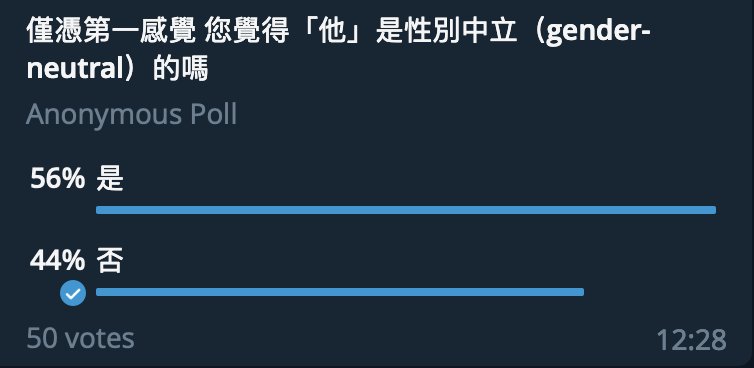 僅憑第一感覺 您覺得「他」是性別中立（gender-
neutral）的嗎
Anonymous Poll
56% 是
44% 否
50 votes
12:28